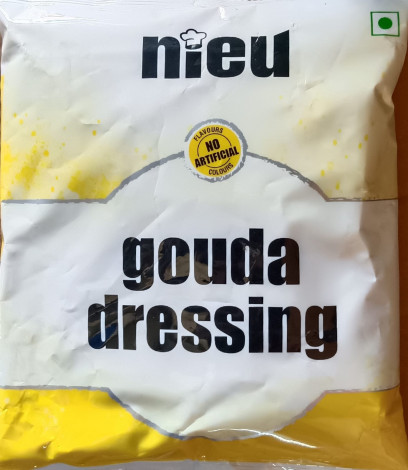 nieu
FLAVOURS
NO
ARTIFICIAL
COLOURS
gouda
dressing